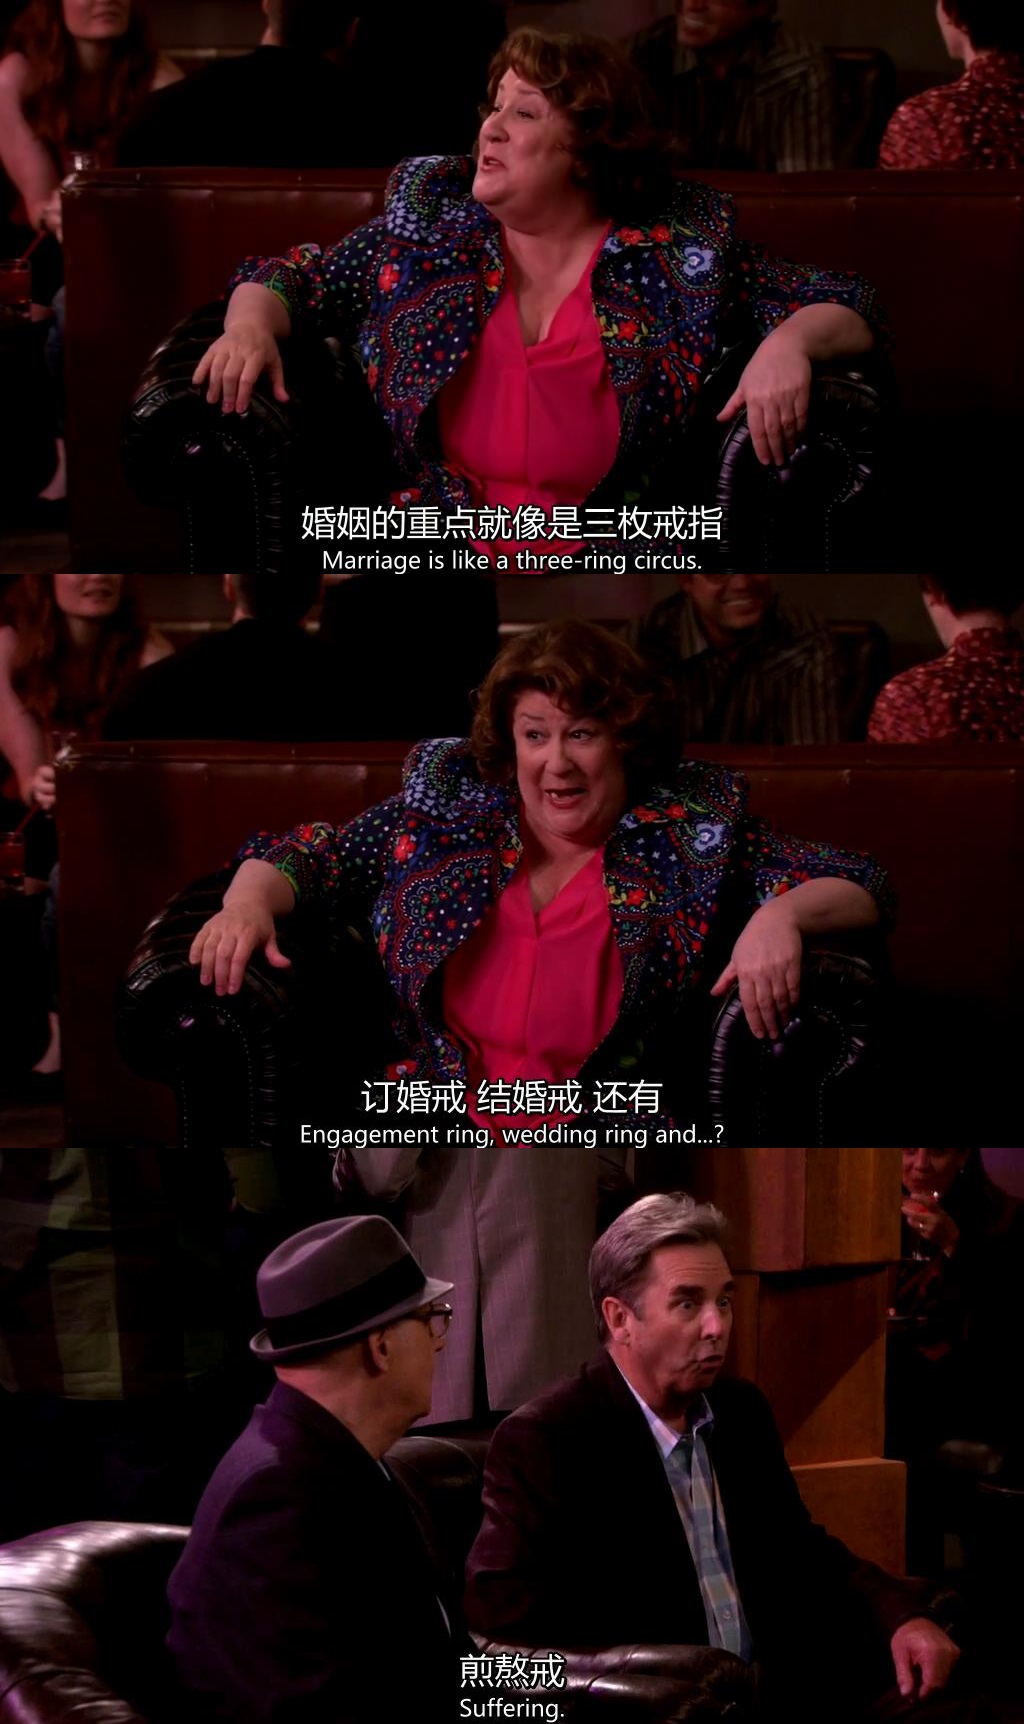 婚姻的重点就像是三枚戒指
Marriage is like a three-ring circus.
订婚戒 结婚戒 还有
Engagement ring, wedding ring and...?
煎熬戒
Suffering.